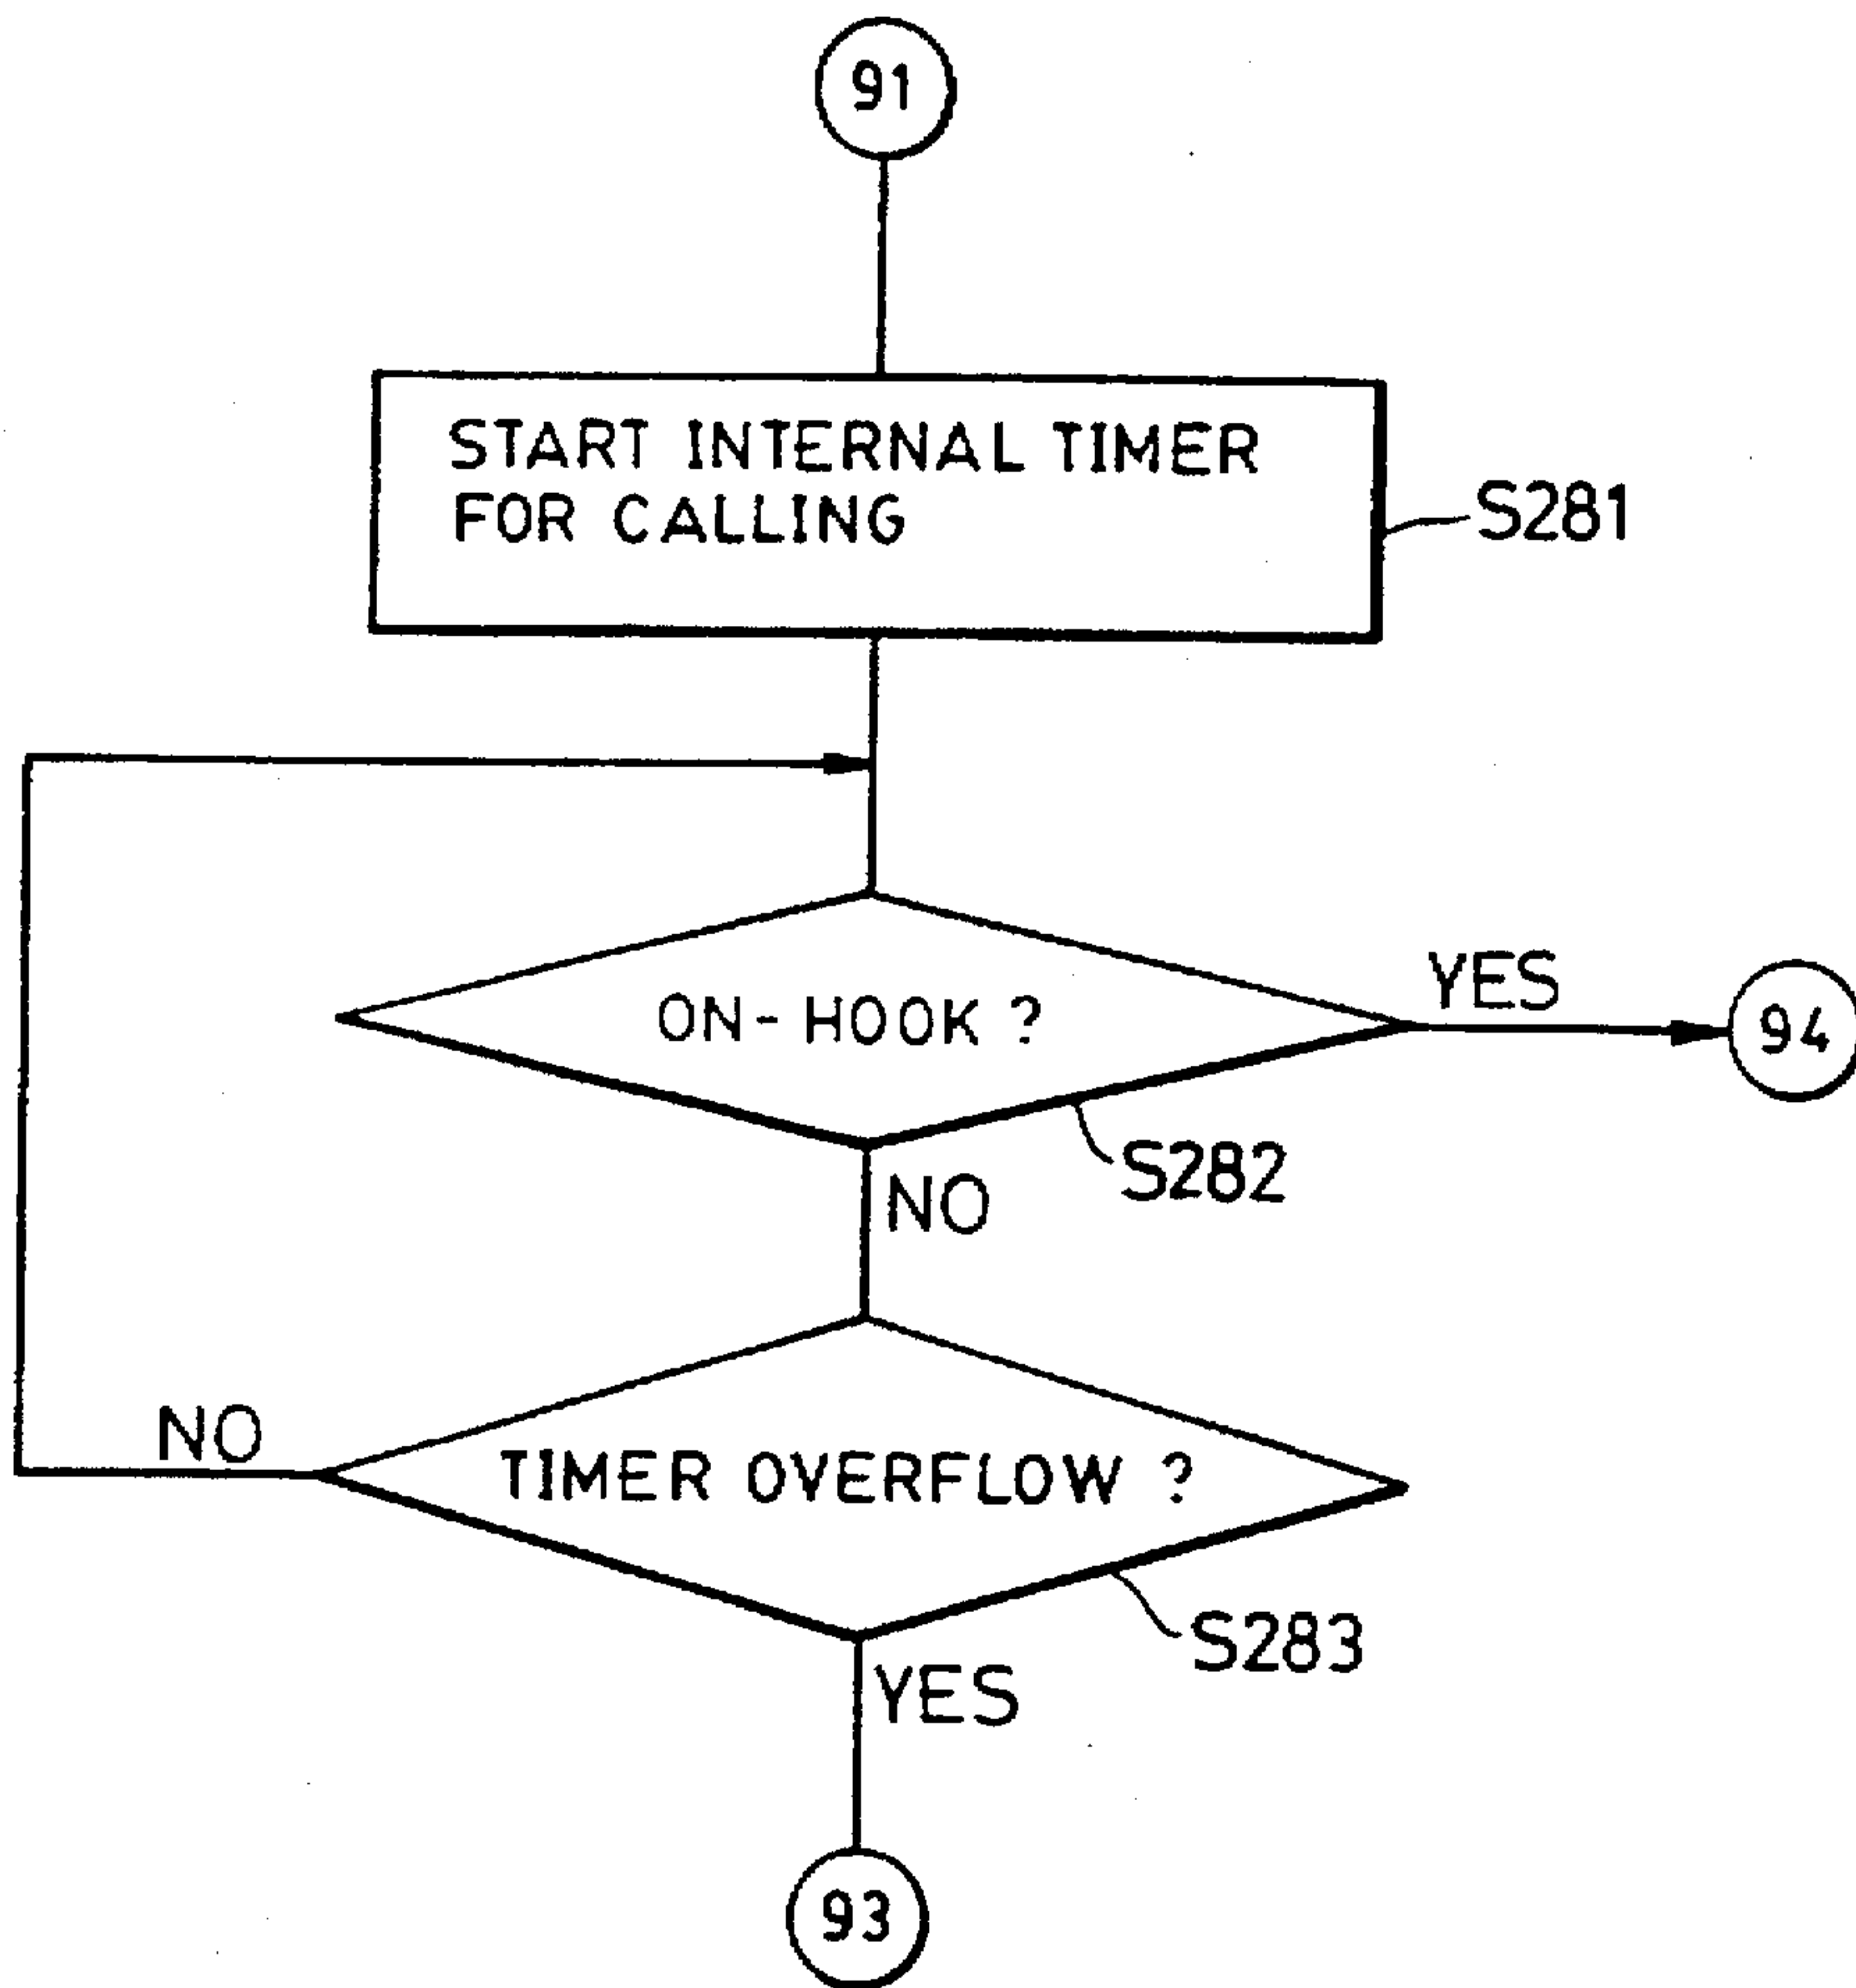 91
START INTERNAL TIMER
FOR CALLING
S281
ON-HOOK ?
YES
94
S282
NO
NO
TIMER OVERFLOW ?
S283
YES
93